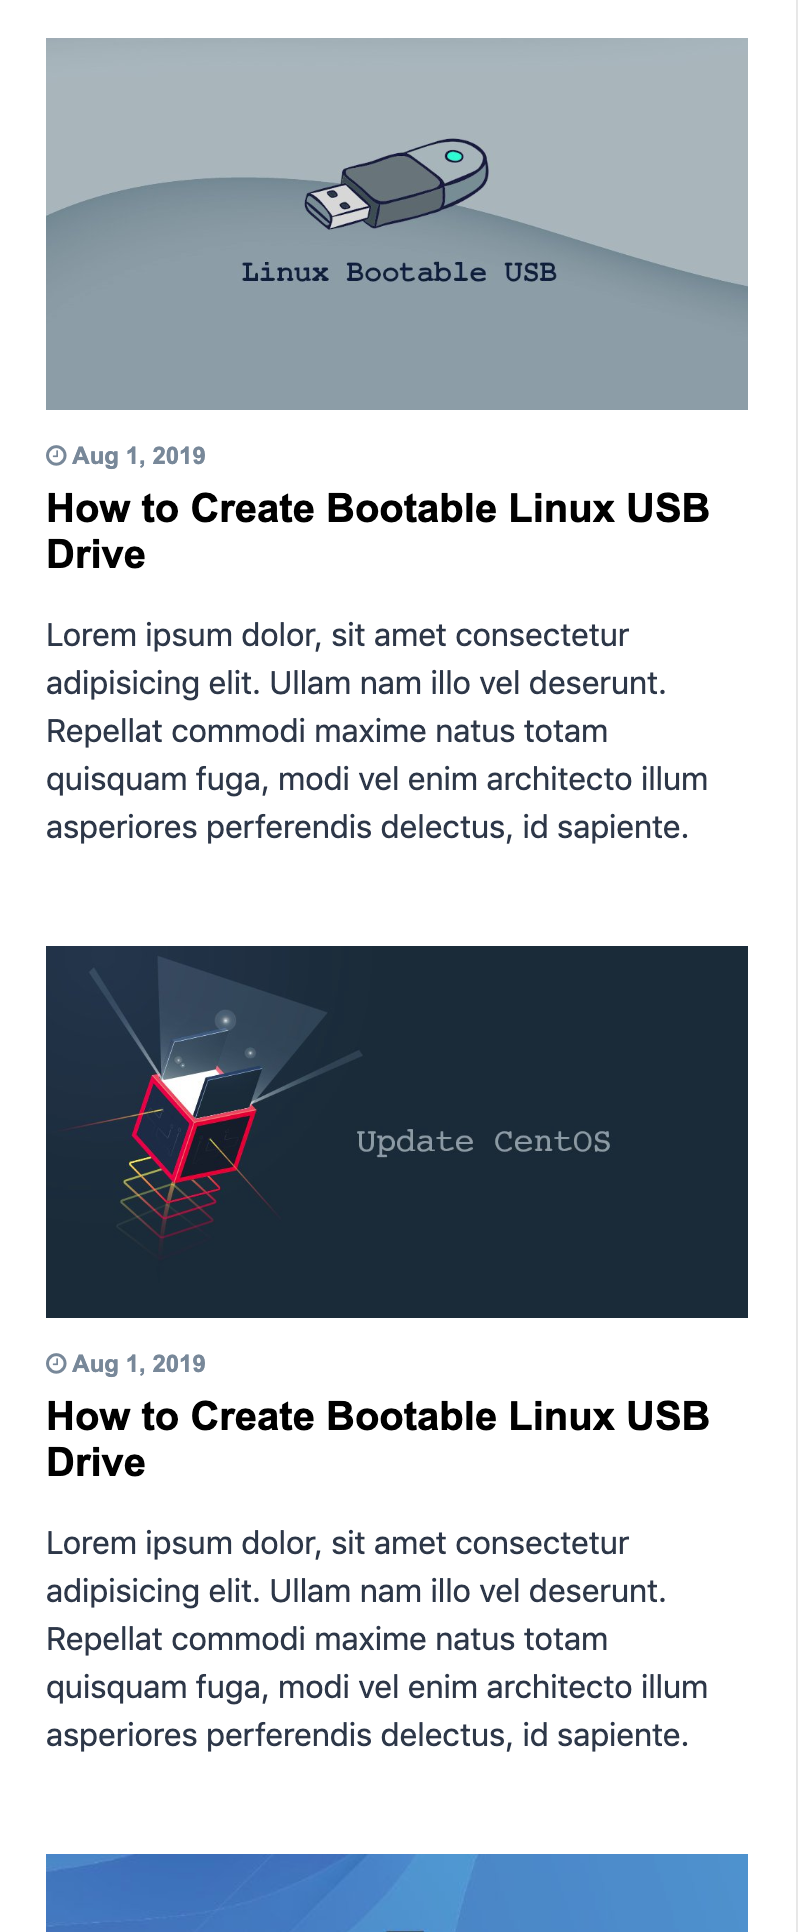 Linux Bootable USB
Aug 1, 2019
How to Create Bootable Linux USB
Drive
Lorem ipsum dolor, sit amet consectetur
adipisicing elit. Ullam nam illo vel deserunt.
Repellat commodi maxime natus totam
quisquam fuga, modi vel enim architecto illum
asperiores perferendis delectus, id sapiente.
Update CentOS
Aug 1, 2019
How to Create Bootable Linux USB
Drive
Lorem ipsum dolor, sit amet consectetur
adipisicing elit. Ullam nam illo vel deserunt.
Repellat commodi maxime natus totam
quisquam fuga, modi vel enim architecto illum
asperiores perferendis delectus, id sapiente.